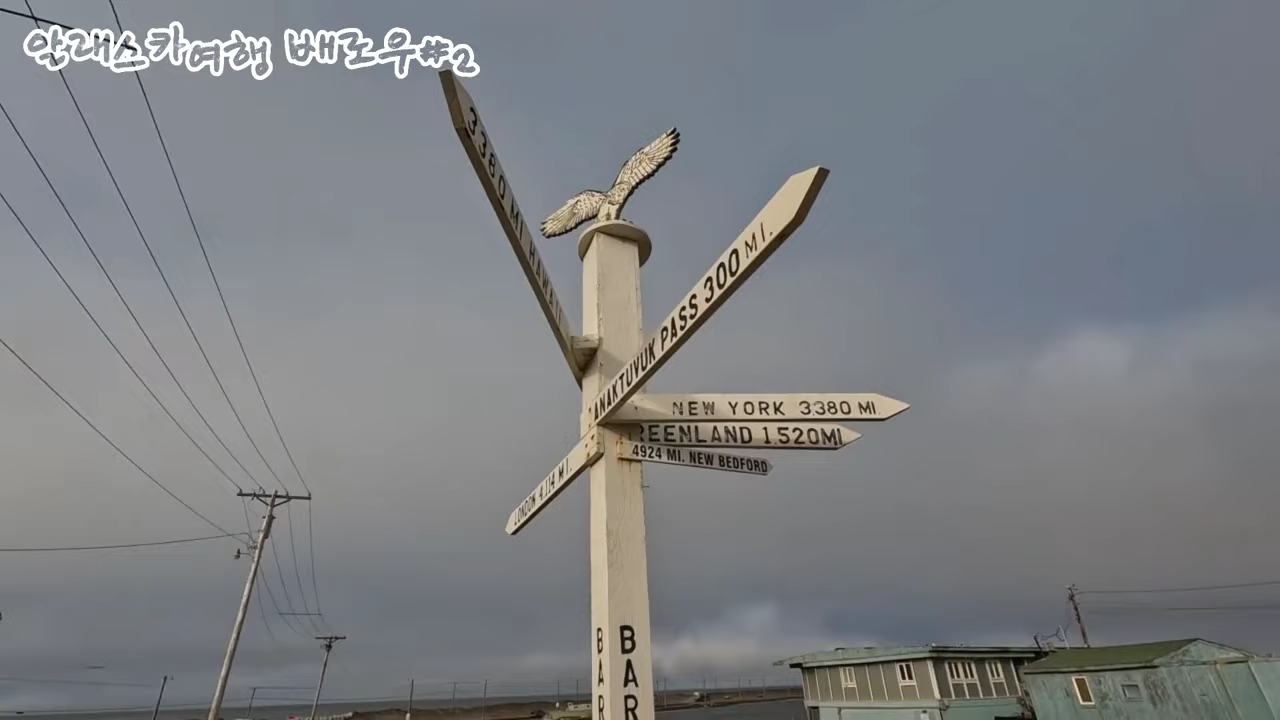 알래스카여행 배로우#2
3380 MI HAWAII
ANAKTUVUK PASS 300 MI.
NEW YORK 3380 MI.
REENLAND 1.520MI
4924 MI. NEW BEDFORD
LONDON 4.114 MI.
BAR
BAR